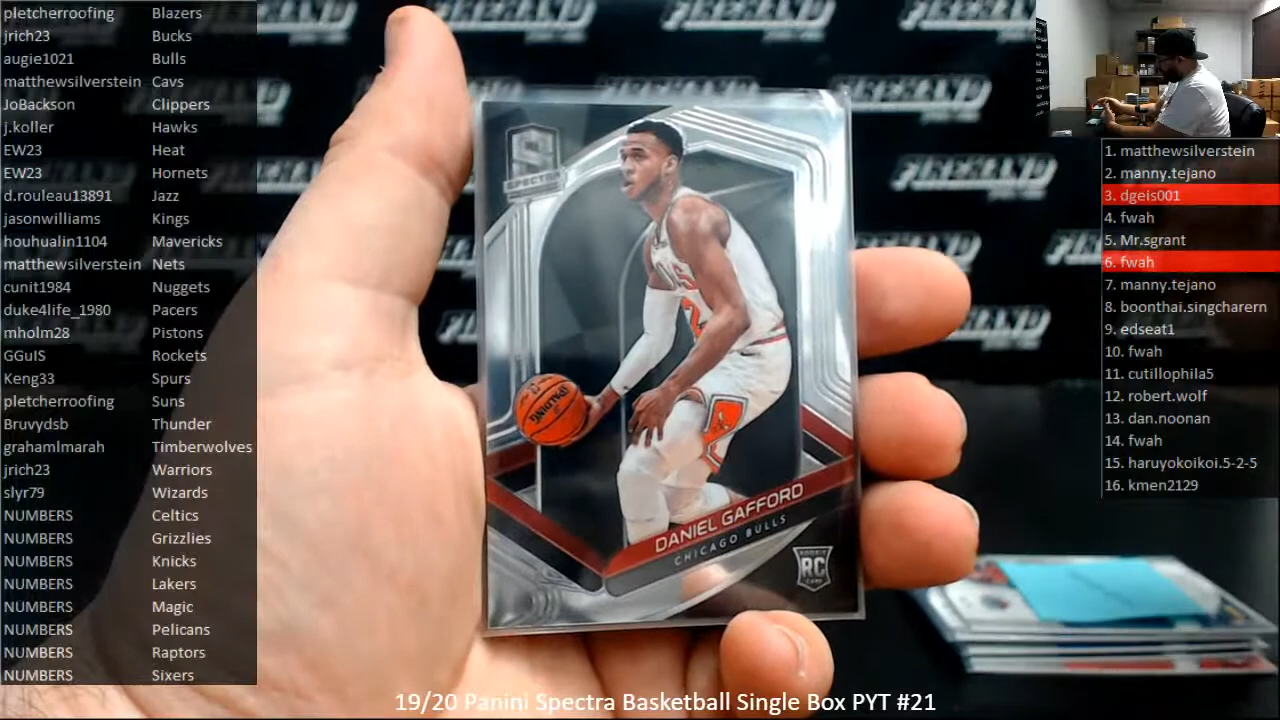 pletcherroofing Blazers
jrich23 Bucks
augie1021 Bulls
matthewsilverstein Cavs
JoBackson Clippers
j.koller Hawks
EW23 Heat
EW23 Hornets
d.rouleau13891 Jazz
jasonwilliams Kings
houhualin1104 Mavericks
matthewsilverstein Nets
cunit1984 Nuggets
duke4life_1980 Pacers
mholm28 Pistons
GGuIS Rockets
Keng33 Spurs
pletcherroofing Suns
Bruvydsb Thunder
grahamlmarah Timberwolves
jrich23 Warriors
slyr79 Wizards
NUMBERS Celtics
NUMBERS Grizzlies
NUMBERS Knicks
NUMBERS Lakers
NUMBERS Magic
NUMBERS Pelicans
NUMBERS Raptors
NUMBERS Sixers
SPECTRA
SPALDING
2
DANIEL GAFFORD
CHICAGO BULLS
ROOKIE
RC
CARD
1. matthewsilverstein
2. manny.tejano
3. dgeis001
4. fwah
5. Mr.sgrant
6. fwah
7. manny.tejano
8. boonthai.singcharern
9. edseat1
10. fwah
11. cutillophila5
12. robert.wolf
13. dan.noonan
14. fwah
15. haruyokoikoi.5-2-5
16. kmen2129
19/20 Panini Spectra Basketball Single Box PYT #21